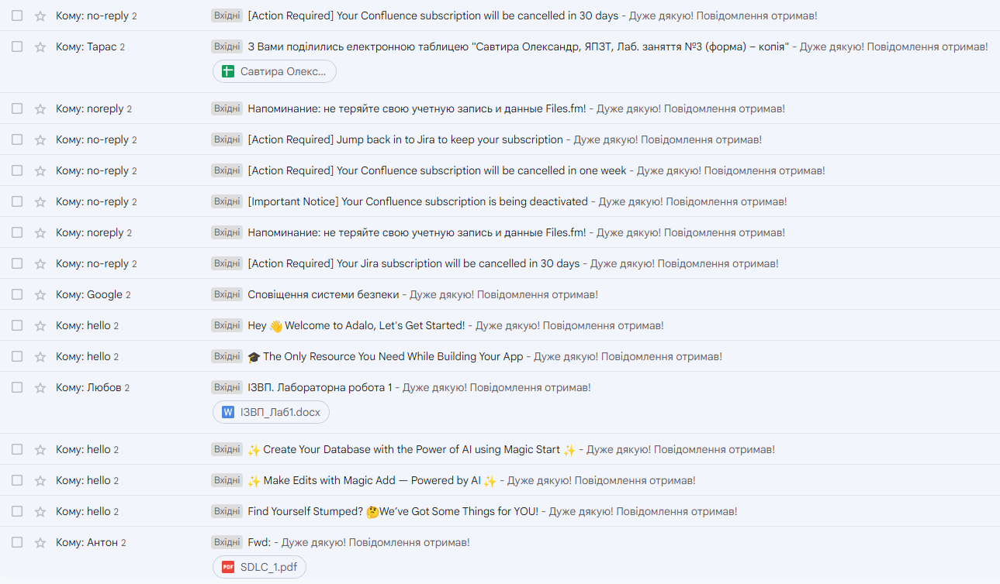 Кому: no-reply 2 Вхідні [Action Required] Your Confluence subscription will be cancelled in 30 days - Дуже дякую! Повідомлення отримав!
Кому: Тарас 2 Вхідні З Вами поділились електронною таблицею "Савтира Олександр, ЯПЗТ, Лаб. заняття №3 (форма) – копія" - Дуже дякую! Повідомлення отримав!
Савтира Олекс...
Кому: noreply 2 Вхідні Напоминание: не теряйте свою учетную запись и данные Files.fm! - Дуже дякую! Повідомлення отримав!
Кому: no-reply 2 Вхідні [Action Required] Jump back in to Jira to keep your subscription - Дуже дякую! Повідомлення отримав!
Кому: no-reply 2 Вхідні [Action Required] Your Confluence subscription will be cancelled in one week - Дуже дякую! Повідомлення отримав!
Кому: no-reply 2 Вхідні [Important Notice] Your Confluence subscription is being deactivated - Дуже дякую! Повідомлення отримав!
Кому: noreply 2 Вхідні Напоминание: не теряйте свою учетную запись и данные Files.fm! - Дуже дякую! Повідомлення отримав!
Кому: no-reply 2 Вхідні [Action Required] Your Jira subscription will be cancelled in 30 days - Дуже дякую! Повідомлення отримав!
Кому: Google 2 Вхідні Сповіщення системи безпеки - Дуже дякую! Повідомлення отримав!
Кому: hello 2 Вхідні Hey 👋 Welcome to Adalo, Let's Get Started! - Дуже дякую! Повідомлення отримав!
Кому: hello 2 Вхідні 🎓 The Only Resource You Need While Building Your App - Дуже дякую! Повідомлення отримав!
Кому: Любов 2 Вхідні ІЗВП. Лабораторна робота 1 - Дуже дякую! Повідомлення отримав!
W ІЗВП_Лаб1.docx
Кому: hello 2 Вхідні ✨ Create Your Database with the Power of AI using Magic Start ✨ - Дуже дякую! Повідомлення отримав!
Кому: hello 2 Вхідні ✨ Make Edits with Magic Add — Powered by AI ✨ - Дуже дякую! Повідомлення отримав!
Кому: hello 2 Вхідні Find Yourself Stumped? 🤔We’ve Got Some Things for YOU! - Дуже дякую! Повідомлення отримав!
Кому: Антон 2 Вхідні Fwd: - Дуже дякую! Повідомлення отримав!
PDF SDLC_1.pdf